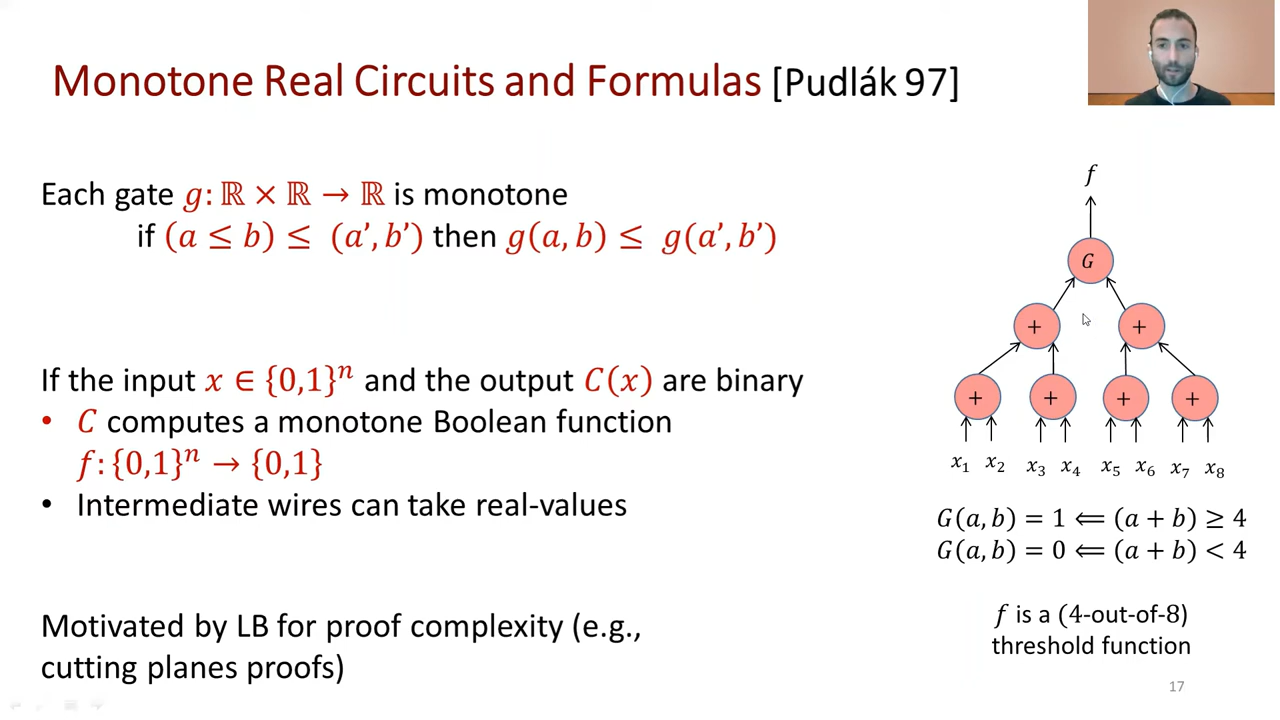 Monotone Real Circuits and Formulas [Pudlák 97]
Each gate g: ℝ × ℝ → ℝ is monotone
if (a ≤ b) ≤ (a’, b’) then g(a, b) ≤ g(a’, b’)
If the input x ∈ {0,1}ⁿ and the output C(x) are binary
• C computes a monotone Boolean function
f: {0,1}ⁿ → {0,1}
• Intermediate wires can take real-values
Motivated by LB for proof complexity (e.g.,
cutting planes proofs)
f
G
+ +
+ + + +
x₁ x₂ x₃ x₄ x₅ x₆ x₇ x₈
G(a, b) = 1 ⟸ (a + b) ≥ 4
G(a, b) = 0 ⟸ (a + b) < 4
f is a (4-out-of-8)
threshold function
17